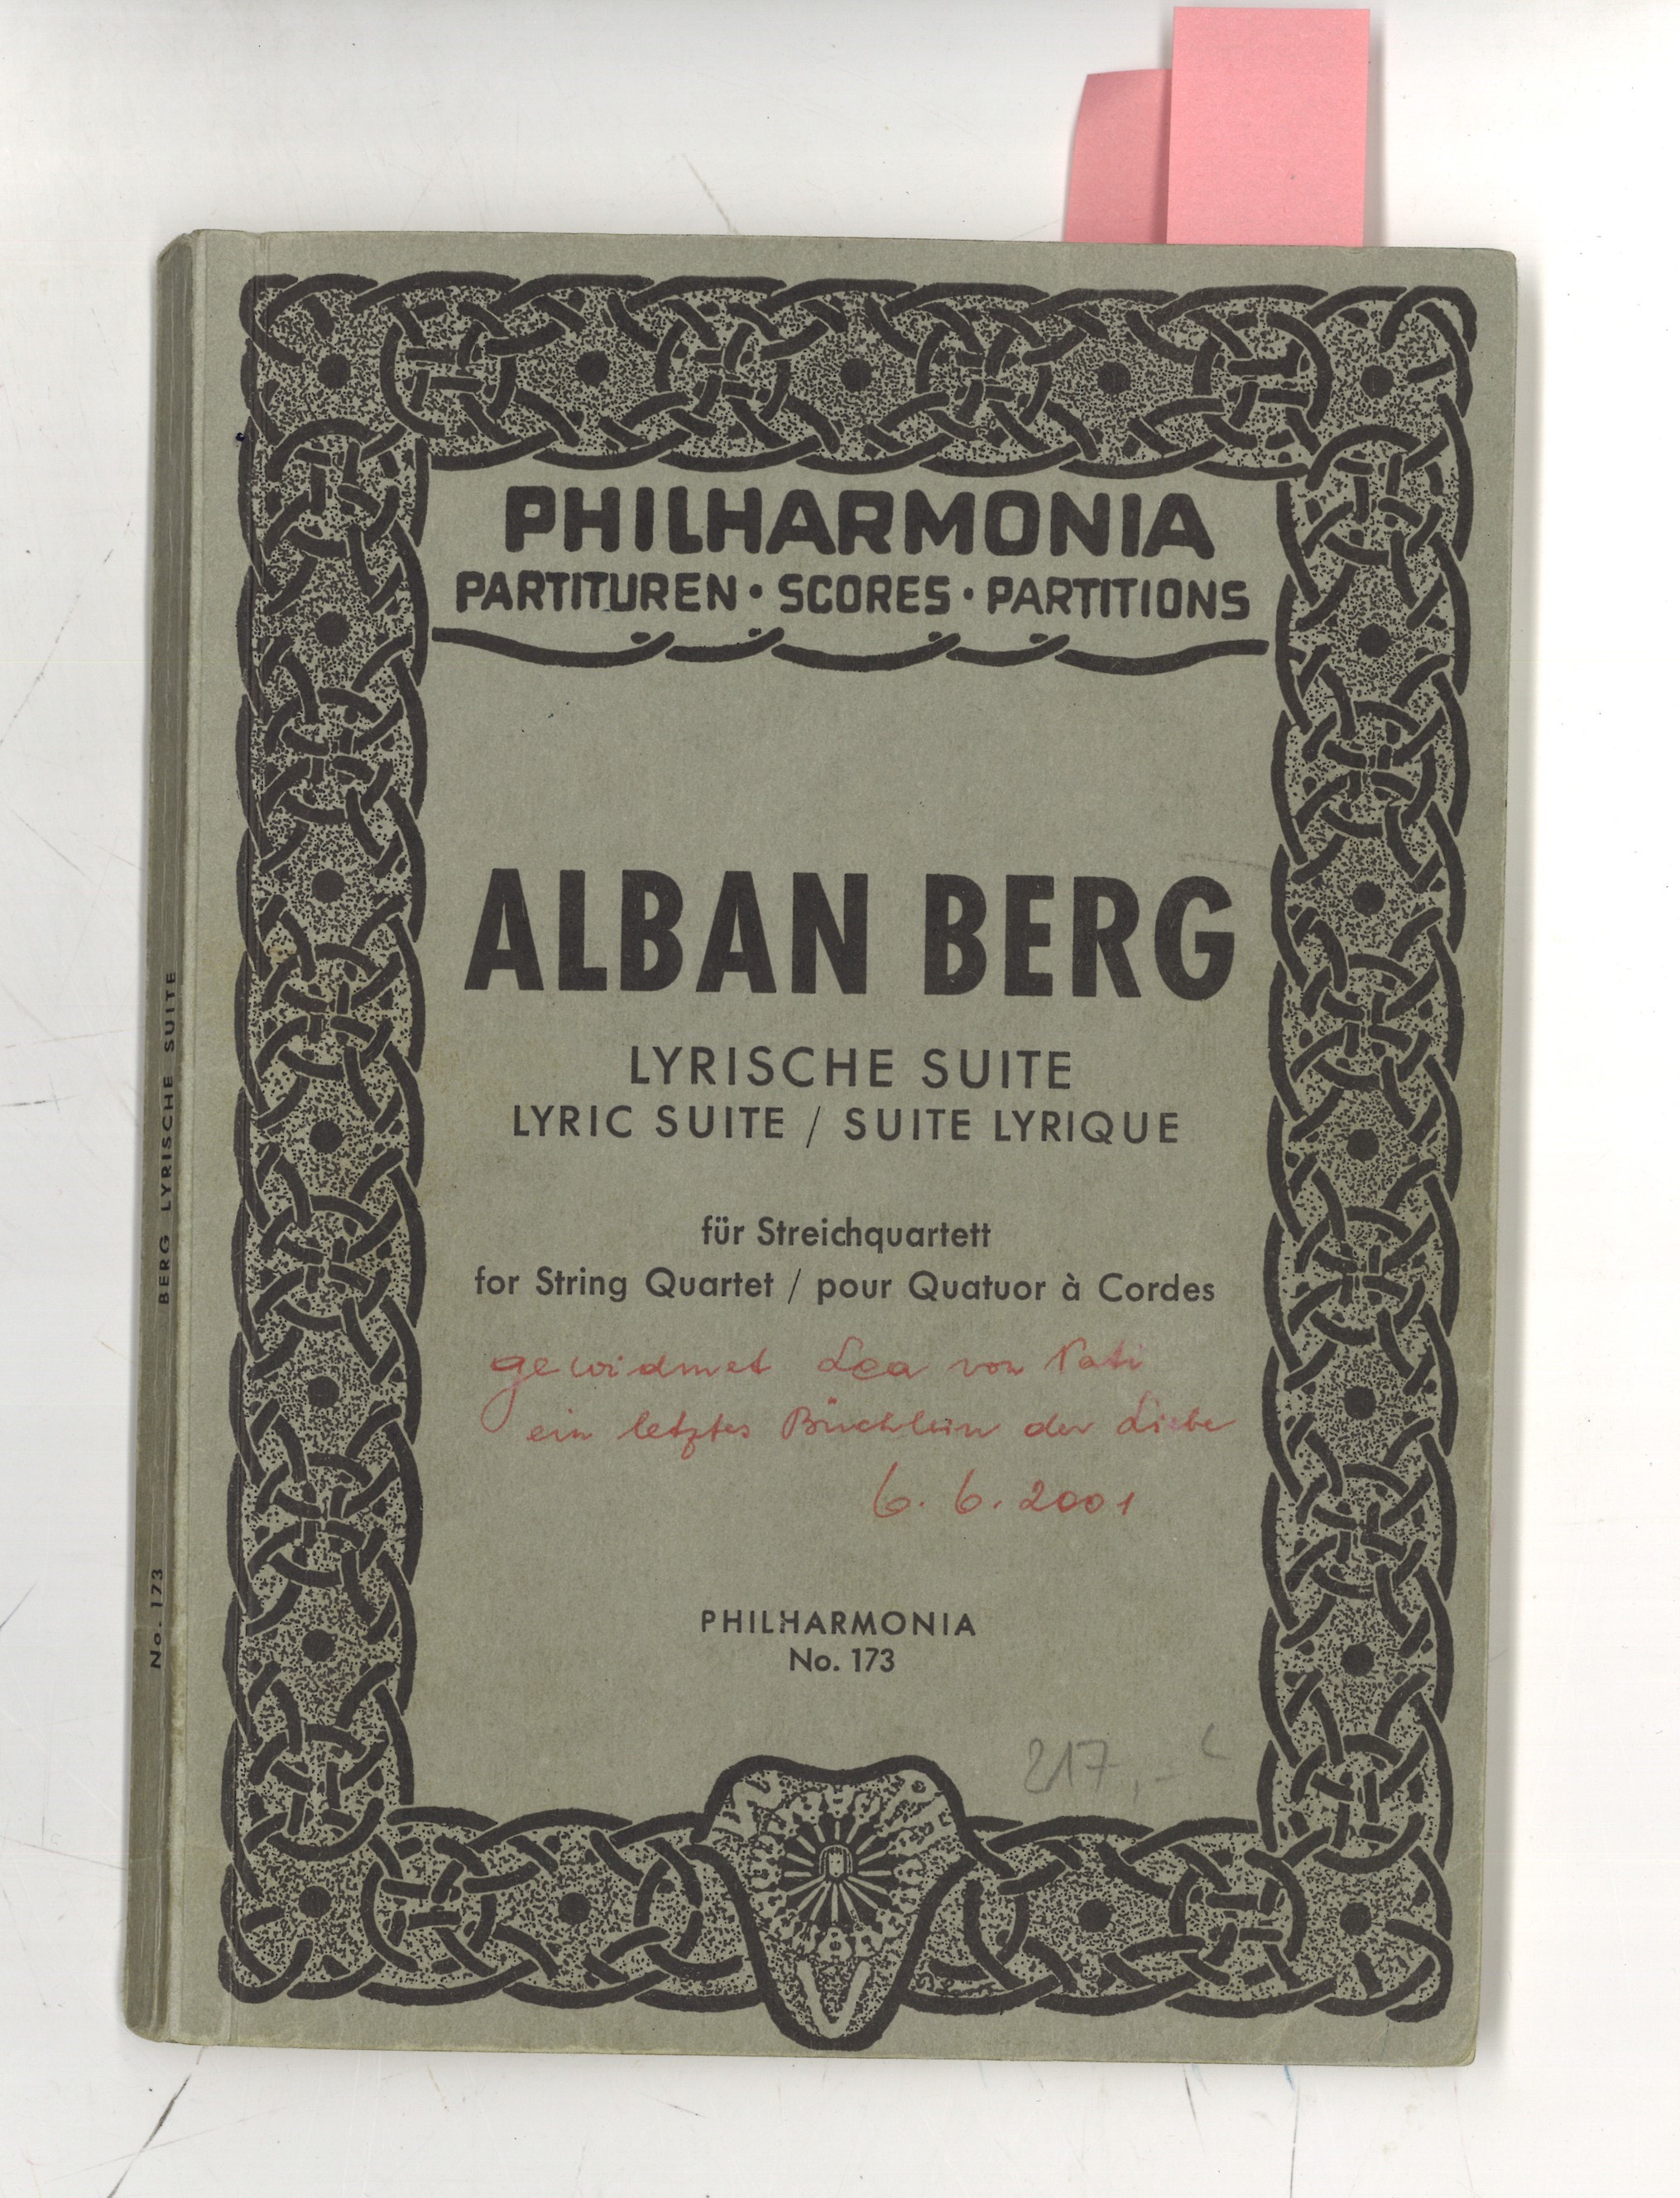 PHILHARMONIA
PARTITUREN · SCORES · PARTITIONS
ALBAN BERG
LYRISCHE SUITE
LYRIC SUITE / SUITE LYRIQUE
für Streichquartett
for String Quartet / pour Quatuor à Cordes
gewidmet Lea von Vati
ein letztes Büchlein der Liebe
6. 6. 2001
PHILHARMONIA
No. 173
217,-
BERG LYRISCHE SUITE
No. 173